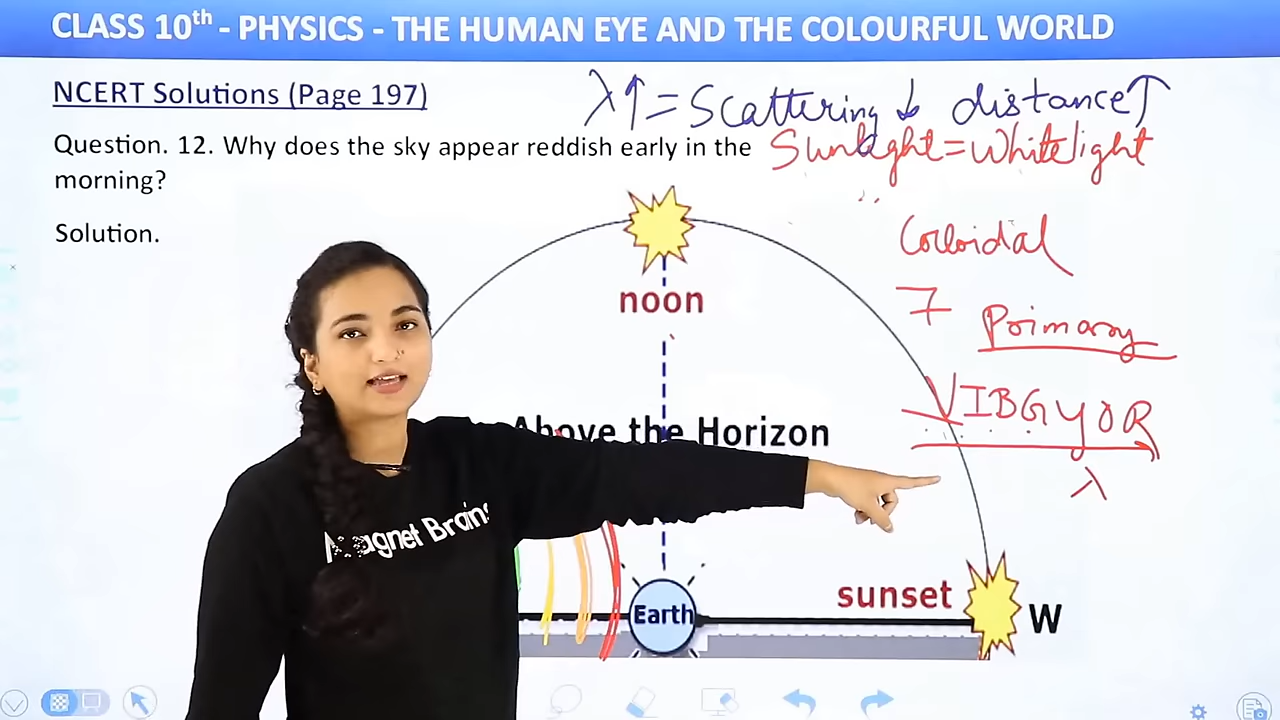 CLASS 10th - PHYSICS - THE HUMAN EYE AND THE COLOURFUL WORLD
NCERT Solutions (Page 197)
λ↑ = Scattering ↓ distance↑
Question. 12. Why does the sky appear reddish early in the
morning?
Sunlight = White light
Solution.
Colloidal
noon
7 Primary
VIBGYOR
λ
Above the Horizon
Magnet Brains
sunset
Earth
W